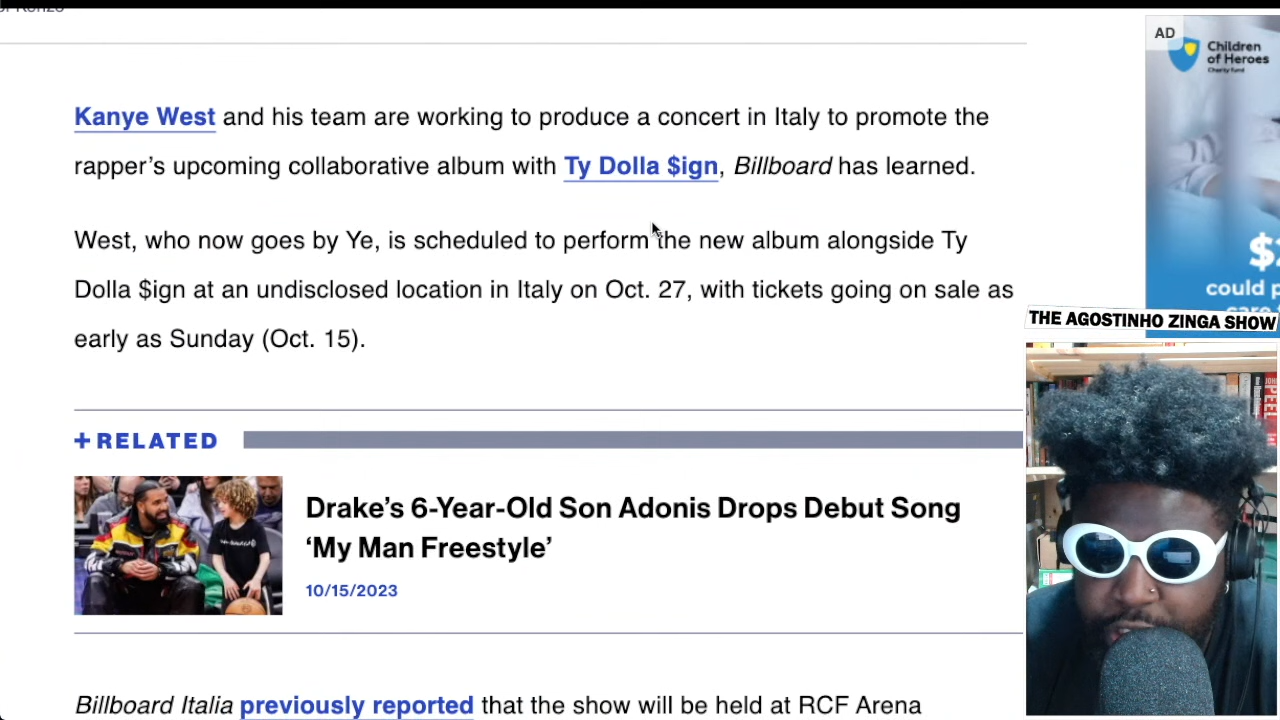 AD
Children
of Heroes
Charity Fund
Kanye West and his team are working to produce a concert in Italy to promote the
rapper’s upcoming collaborative album with Ty Dolla $ign, Billboard has learned.
West, who now goes by Ye, is scheduled to perform the new album alongside Ty
Dolla $ign at an undisclosed location in Italy on Oct. 27, with tickets going on sale as
early as Sunday (Oct. 15).
could
THE AGOSTINHO ZINGA SHOW
+RELATED
Drake’s 6-Year-Old Son Adonis Drops Debut Song
‘My Man Freestyle’
10/15/2023
Billboard Italia previously reported that the show will be held at RCF Arena